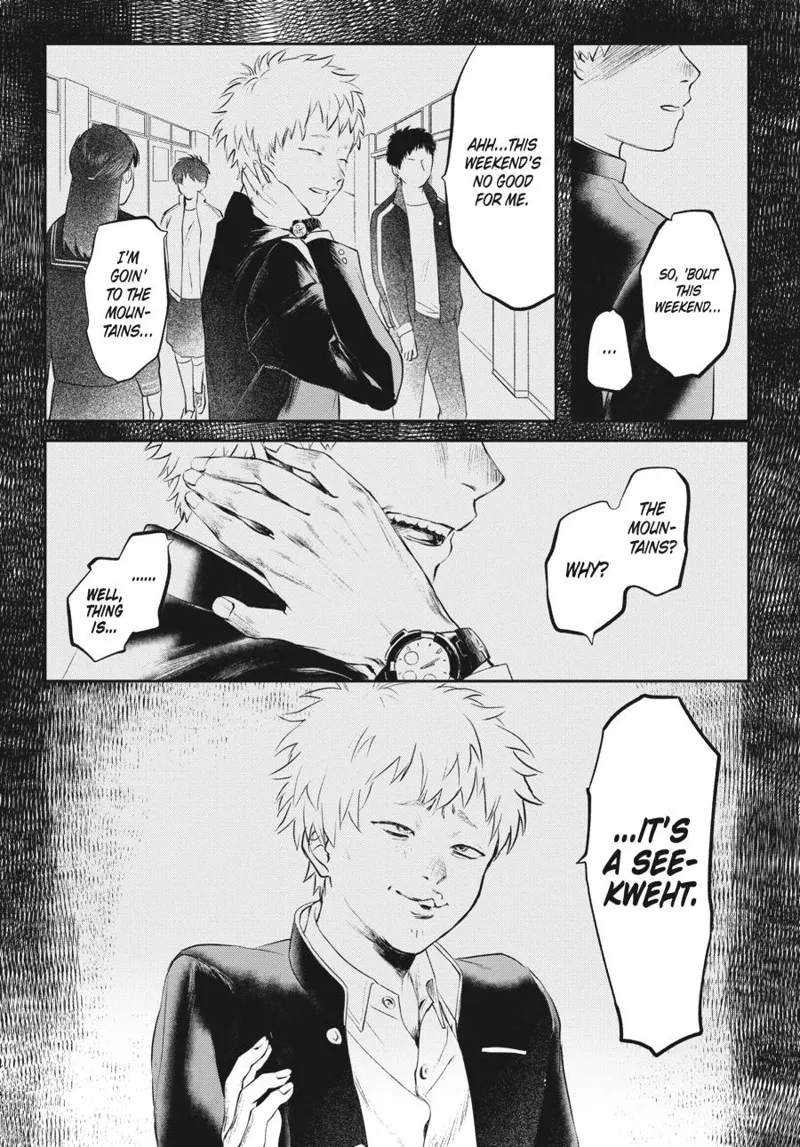 SO, 'BOUT
THIS
WEEKEND...
...
AHH...THIS
WEEKEND'S
NO GOOD
FOR ME.
I'M
GOIN'
TO THE
MOUN-
TAINS...
THE
MOUN-
TAINS?
WHY?
......
WELL,
THING
IS...
...IT'S
A SEE-
KWEHT.